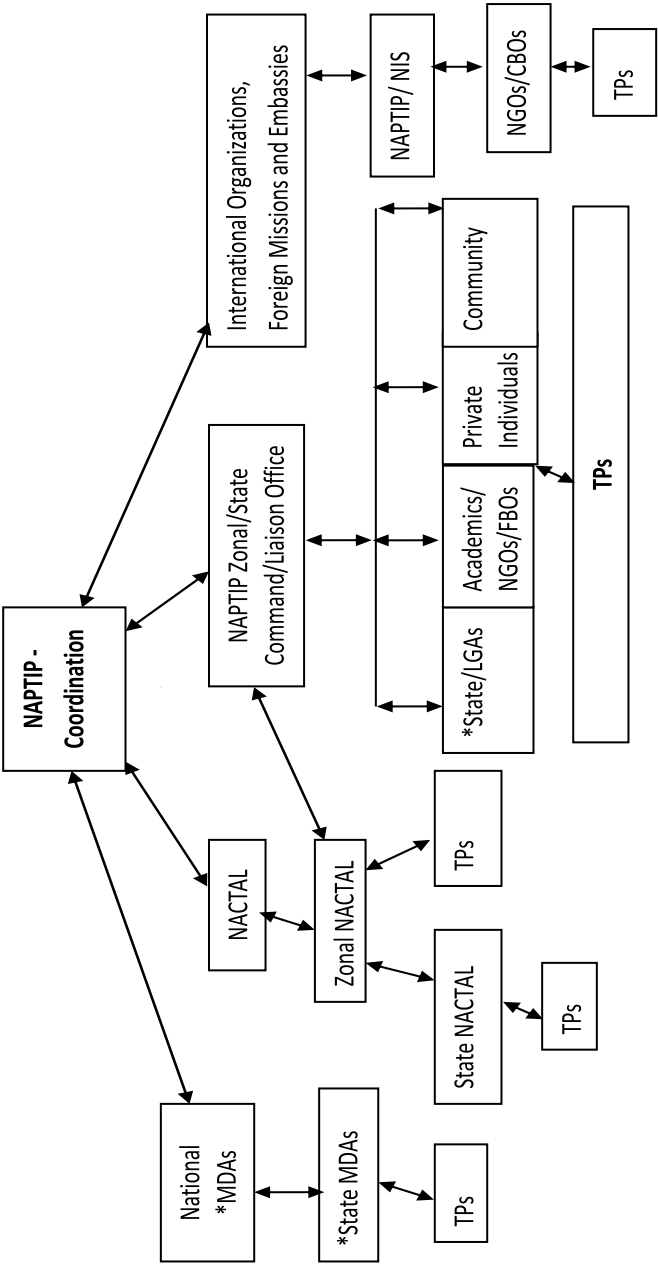 NAPTIP -
Coordination
National
*MDAs
NACTAL
NAPTIP Zonal/State
Command/Liaison Office
International Organizations,
Foreign Missions and Embassies
*State MDAs
Zonal NACTAL
NAPTIP/ NIS
TPs
State NACTAL
TPs
*State/LGAs
Academics/
NGOs/FBOs
Private
Individuals
Community
NGOs/CBOs
TPs
TPs
TPs